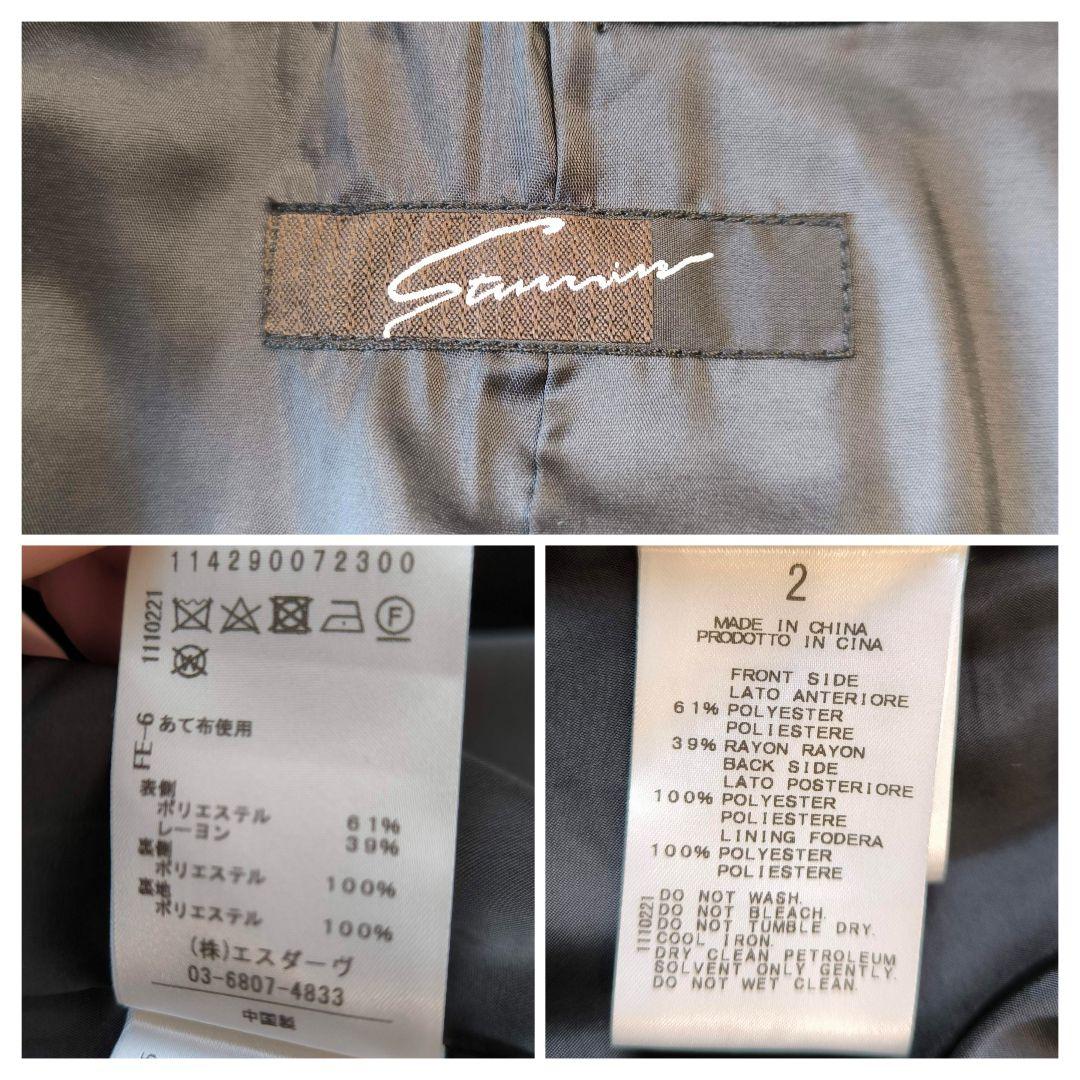 114290072300
1110221
FE-6
あて布使用
表側
ポリエステル 61%
レーヨン 39%
裏側
ポリエステル 100%
裏地
ポリエステル 100%
(株)エスダーヴ
03-6807-4833
中国製
2
MADE IN CHINA
PRODOTTO IN CINA
FRONT SIDE
LATO ANTERIORE
61% POLYESTER
POLIESTERE
39% RAYON RAYON
BACK SIDE
LATO POSTERIORE
100% POLYESTER
POLIESTERE
LINING FODERA
100% POLYESTER
POLIESTERE
1110221
DO NOT WASH.
DO NOT BLEACH.
DO NOT TUMBLE DRY.
COOL IRON.
DRY CLEAN PETROLEUM
SOLVENT ONLY GENTLY.
DO NOT WET CLEAN.